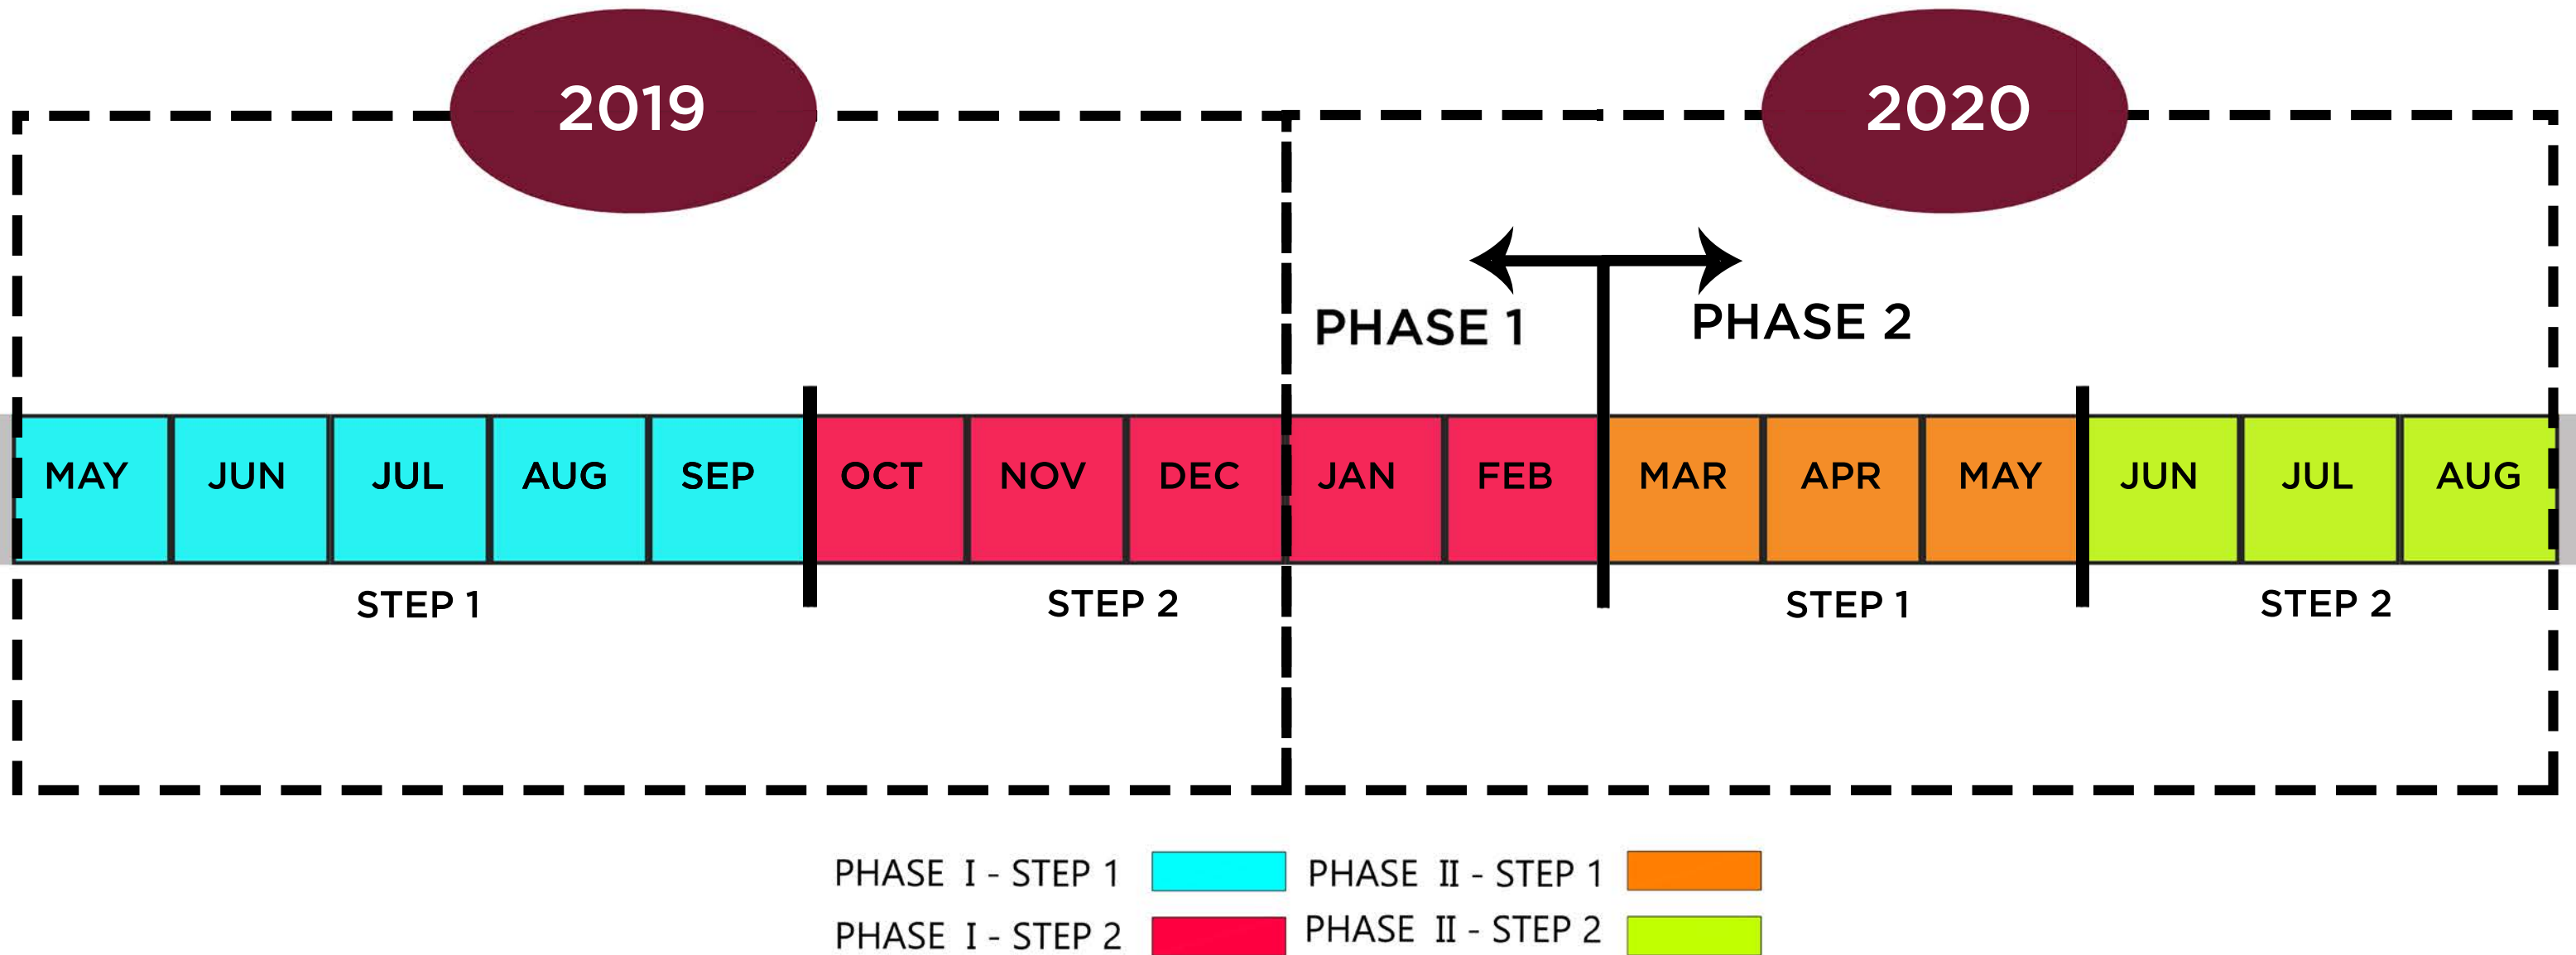 2019
2020
PHASE 1
PHASE 2
MAY JUN JUL AUG SEP OCT NOV DEC JAN FEB MAR APR MAY JUN JUL AUG
STEP 1 STEP 2 STEP 1 STEP 2
PHASE I - STEP 1 PHASE II - STEP 1
PHASE I - STEP 2 PHASE II - STEP 2